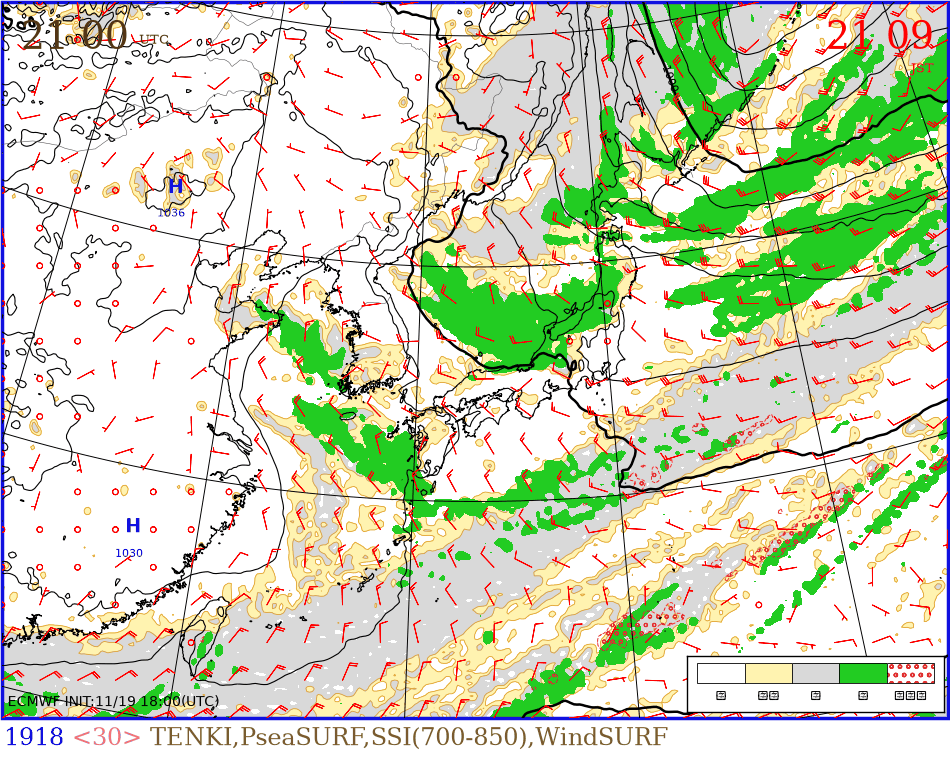 21 00 UTC
21 09
JST
1000
H
1036
H
1030
00
ECMWF INIT:11/19 18:00(UTC)
1918 <30> TENKI,PseaSURF,SSI(700-850),WindSURF